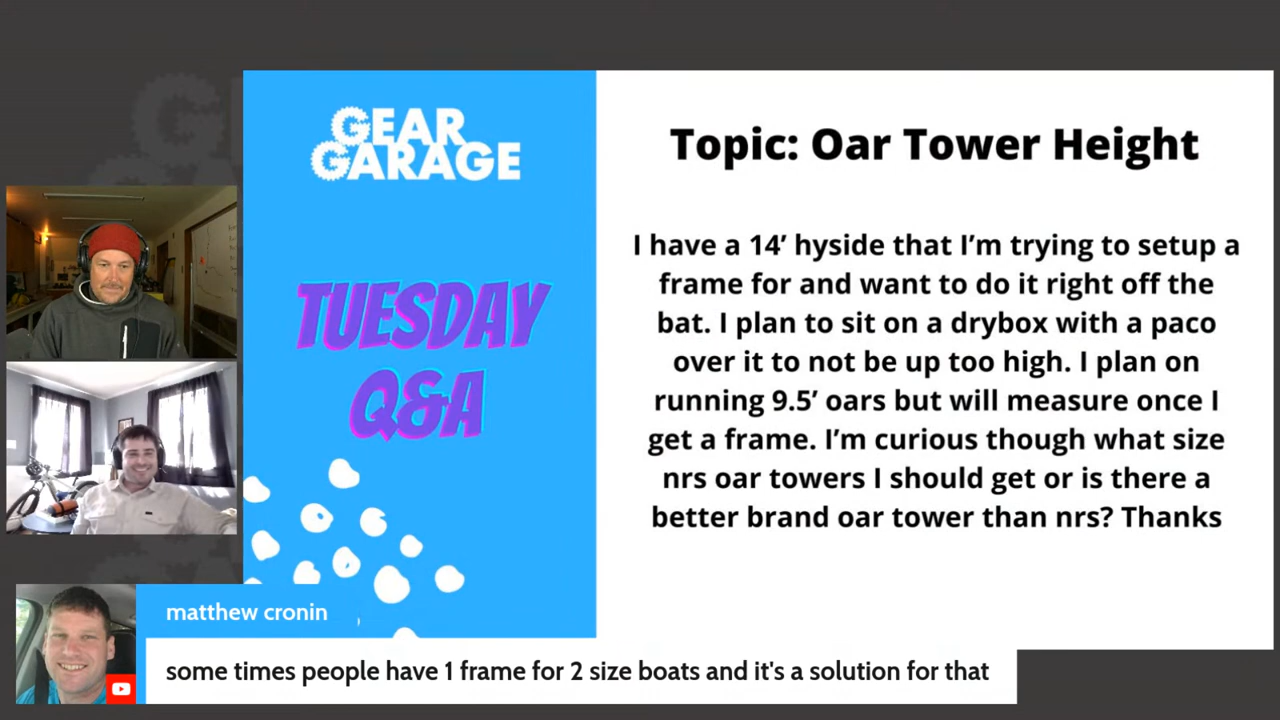 GEAR
GARAGE
TUESDAY
Q&A
Topic: Oar Tower Height
I have a 14’ hyside that I’m trying to setup a
frame for and want to do it right off the
bat. I plan to sit on a drybox with a paco
over it to not be up too high. I plan on
running 9.5’ oars but will measure once I
get a frame. I’m curious though what size
nrs oar towers I should get or is there a
better brand oar tower than nrs? Thanks
matthew cronin
some times people have 1 frame for 2 size boats and it's a solution for that